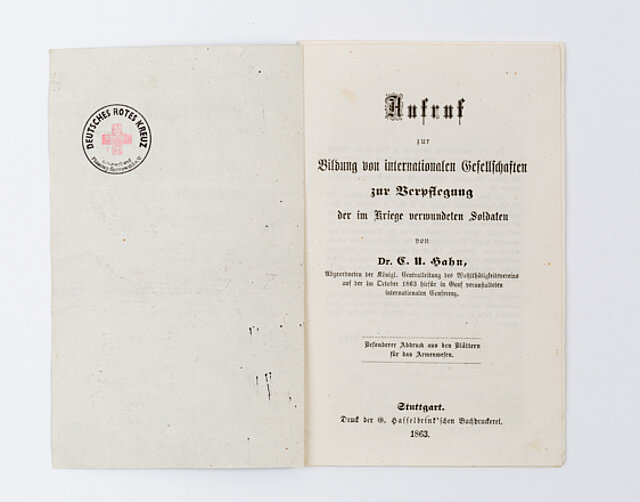 DEUTSCHES ROTES KREUZ
Aufruf
zur
Bildung von internationalen Gesellschaften
zur Verpflegung
der im Kriege verwundeten Soldaten
von
Dr. C. U. Hahn,
Abgeordneten der Königl. Centralleitung des Wohlthätigkeitsvereins
auf der im October 1863 hiefür in Genf veranstalteten
internationalen Conferenz.
Besonderer Abdruck aus den Blättern
für das Armenwesen.
Stuttgart.
Druck der G. Hasselbrink'schen Buchdruckerei.
1863.